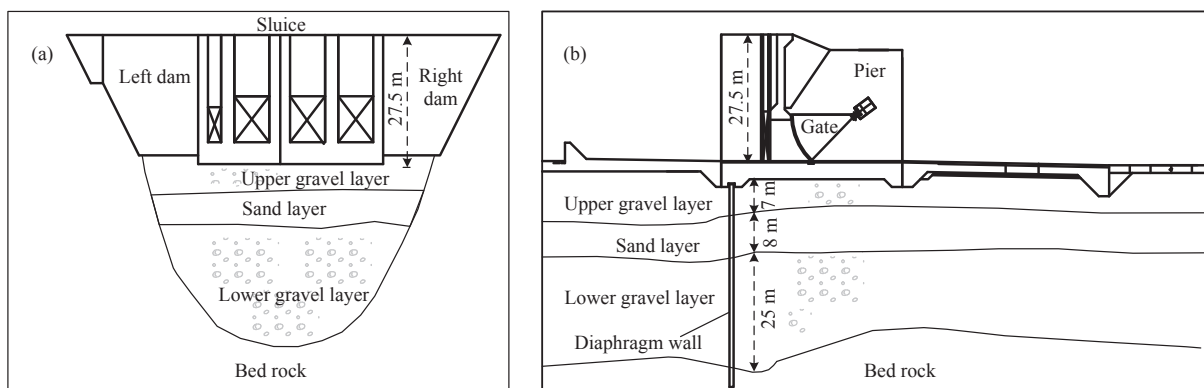 (a)
Sluice
Left dam
Right
dam
27.5 m
Upper gravel layer
Sand layer
Lower gravel layer
Bed rock
(b)
27.5 m
Pier
Gate
Upper gravel layer
7 m
Sand layer
8 m
Lower gravel layer
25 m
Diaphragm wall
Bed rock